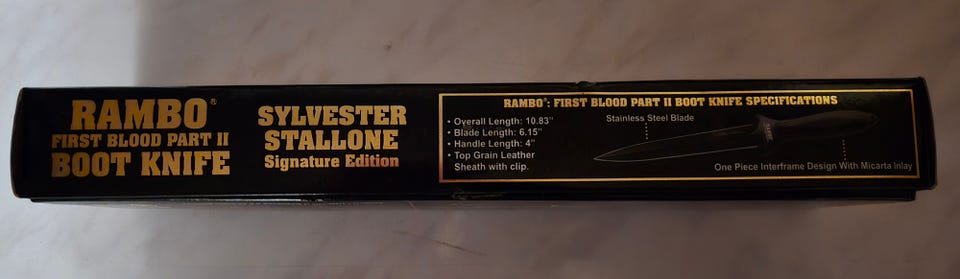 RAMBO®
FIRST BLOOD PART II
BOOT KNIFE
SYLVESTER
STALLONE
Signature Edition
RAMBO®: FIRST BLOOD PART II BOOT KNIFE SPECIFICATIONS
• Overall Length: 10.83"
• Blade Length: 6.15"
• Handle Length: 4"
• Top Grain Leather
Sheath with clip.
Stainless Steel Blade
One Piece Interframe Design With Micarta Inlay